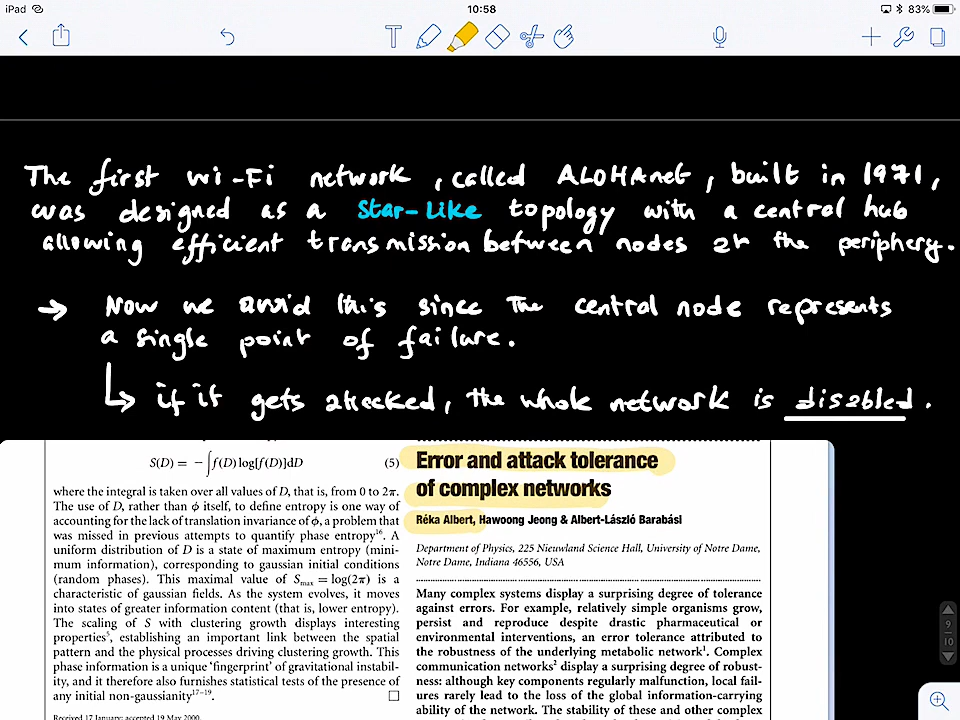 iPad
10:58
83%
The first Wi-Fi network, called ALOHAnet, built in 1971,
was designed as a Star-Like topology with a central hub
allowing efficient transmission between nodes at the periphery.
→ Now we avoid this since the central node represents
a single point of failure.
↳ if it gets attacked, the whole network is disabled.
S(D) = − ∫ f(D) log[f(D)]dD (5)
where the integral is taken over all values of D, that is, from 0 to 2π.
The use of D, rather than ϕ itself, to define entropy is one way of
accounting for the lack of translation invariance of ϕ, a problem that
was missed in previous attempts to quantify phase entropy¹⁶. A
uniform distribution of D is a state of maximum entropy (mini-
mum information), corresponding to gaussian initial conditions
(random phases). This maximal value of Smax = log(2π) is a
characteristic of gaussian fields. As the system evolves, it moves
into states of greater information content (that is, lower entropy).
The scaling of S with clustering growth displays interesting
properties⁵, establishing an important link between the spatial
pattern and the physical processes driving clustering growth. This
phase information is a unique 'fingerprint' of gravitational instabil-
ity, and it therefore also furnishes statistical tests of the presence of
any initial non-gaussianity¹⁷⁻¹⁹. □
Received 17 January; accepted 19 May 2000.
Error and attack tolerance
of complex networks
Réka Albert, Hawoong Jeong & Albert-László Barabási
Department of Physics, 225 Nieuwland Science Hall, University of Notre Dame,
Notre Dame, Indiana 46556, USA
Many complex systems display a surprising degree of tolerance
against errors. For example, relatively simple organisms grow,
persist and reproduce despite drastic pharmaceutical or
environmental interventions, an error tolerance attributed to
the robustness of the underlying metabolic network¹. Complex
communication networks² display a surprising degree of robust-
ness: although key components regularly malfunction, local fail-
ures rarely lead to the loss of the global information-carrying
ability of the network. The stability of these and other complex
9
10